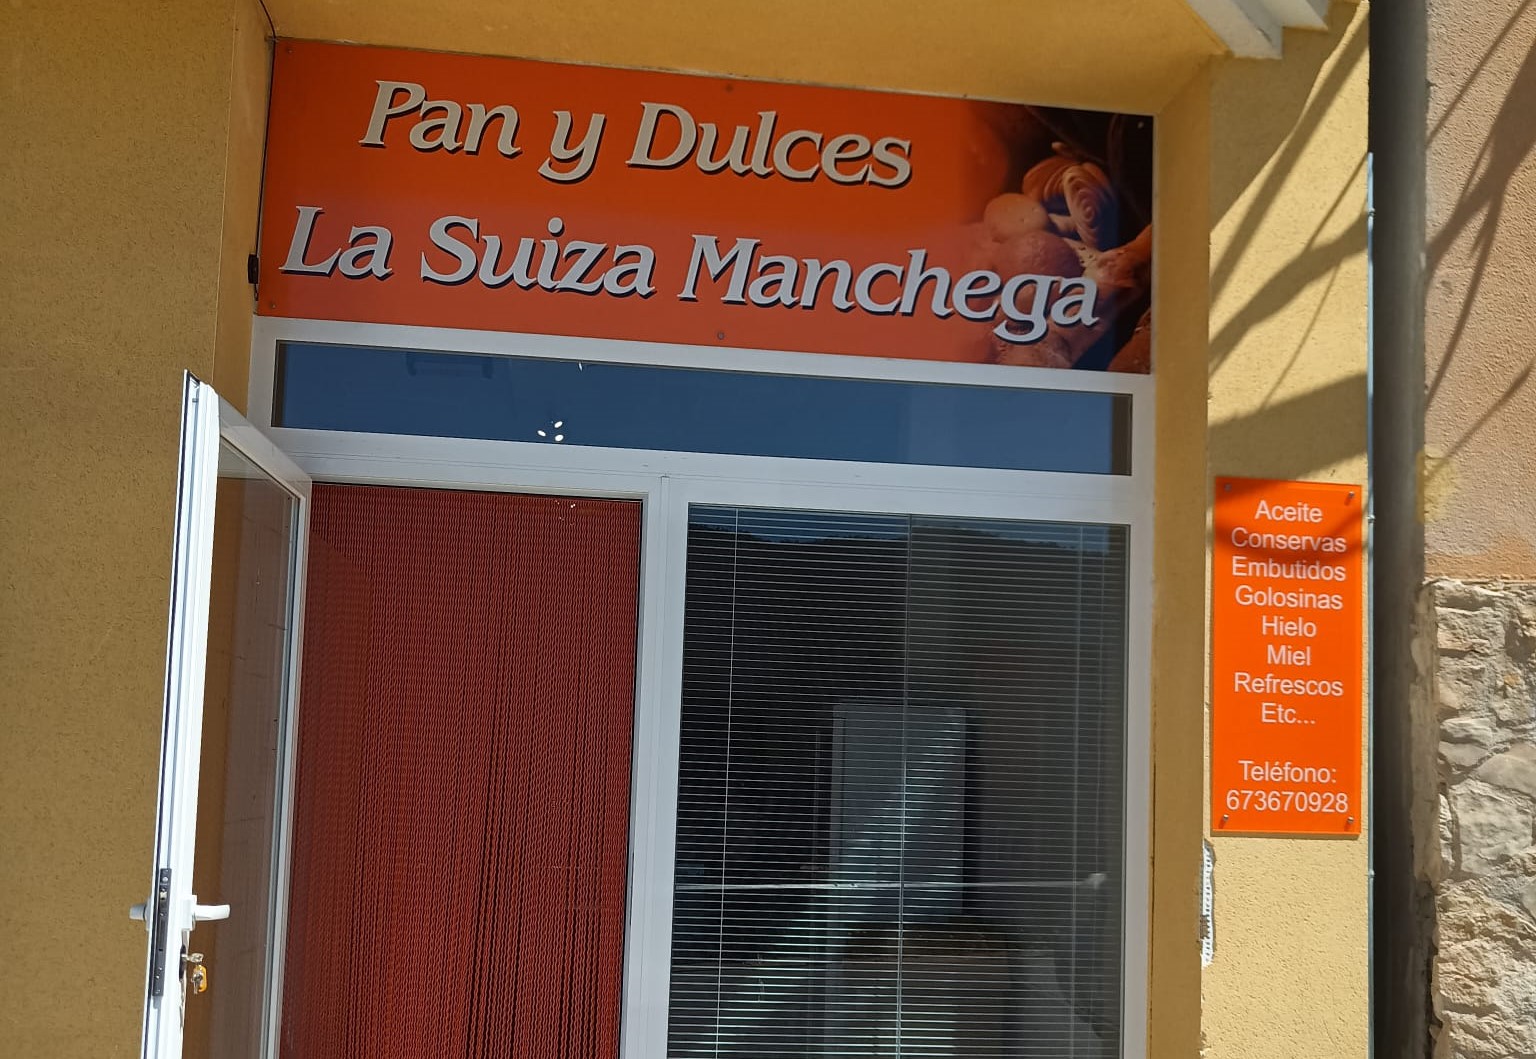 Pan y Dulces
La Suiza Manchega
Aceite
Conservas
Embutidos
Golosinas
Hielo
Miel
Refrescos
Etc...
Teléfono:
673670928